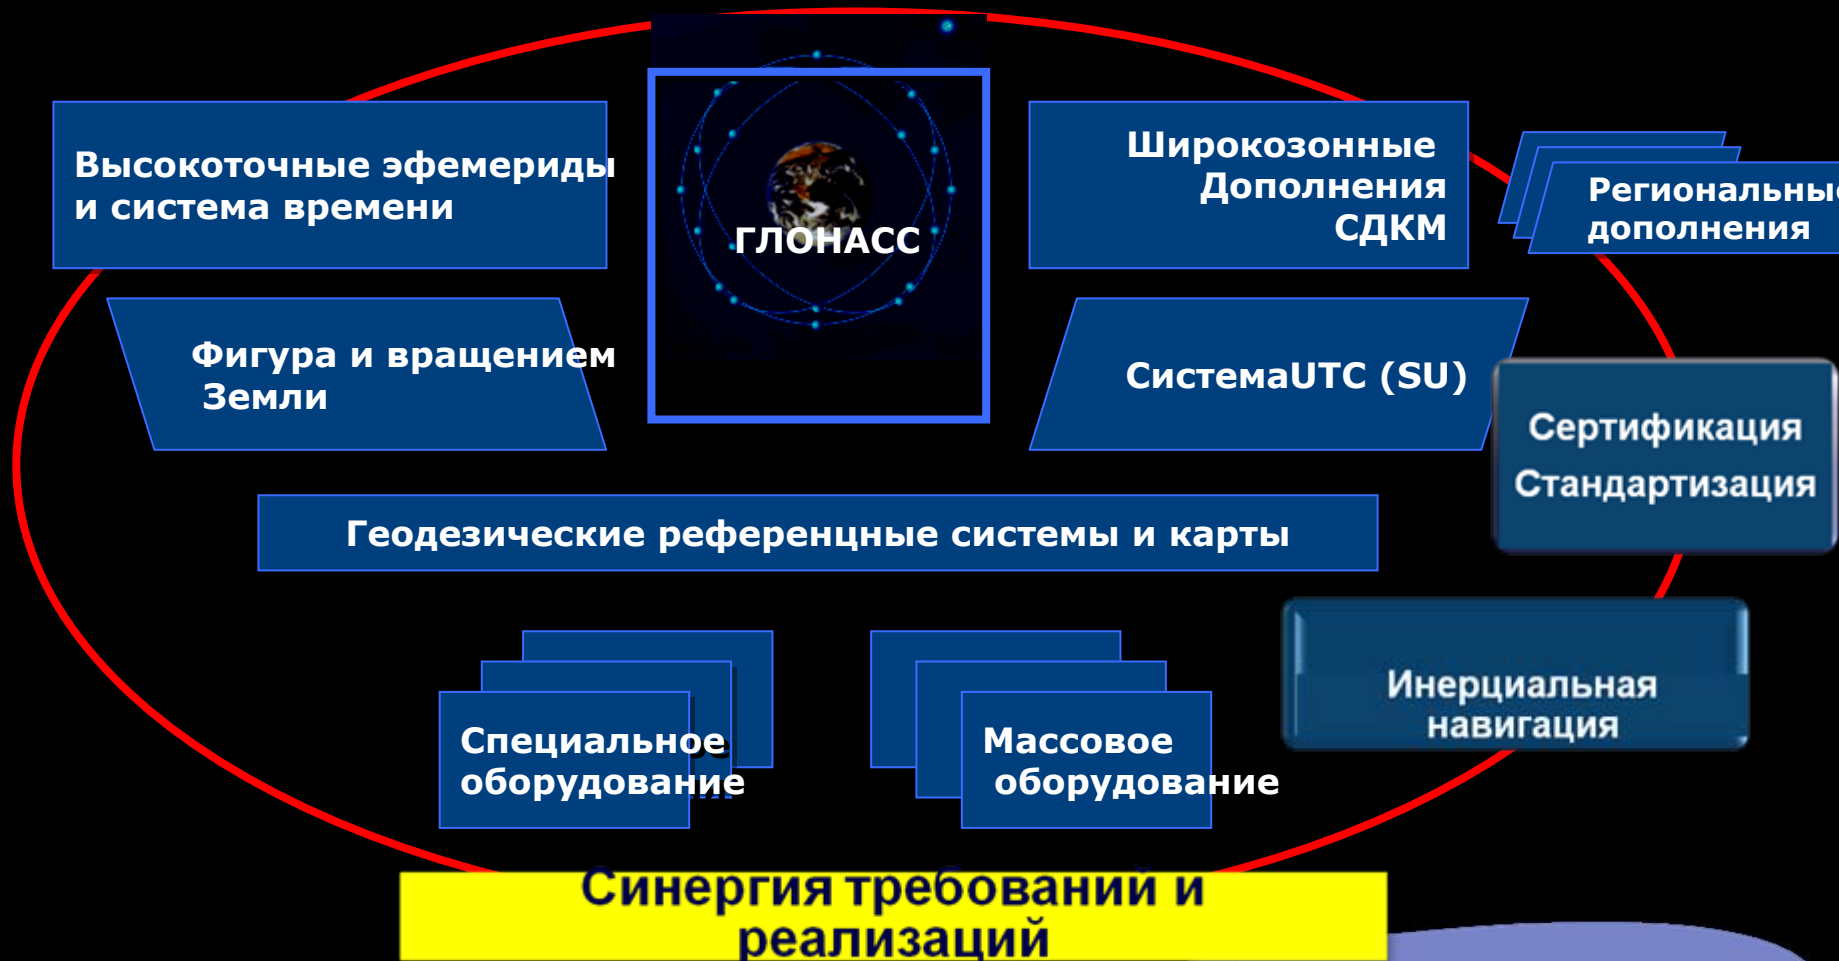 Высокоточные эфемериды
и система времени
ГЛОНАСС
Широкозонные
Дополнения
СДКМ
Региональные
дополнения
Фигура и вращением
Земли
СистемаUTC (SU)
Сертификация
Стандартизация
Геодезические референцные системы и карты
Инерциальная
навигация
Специальное
оборудование
Массовое
оборудование
Синергия требований и
реализаций